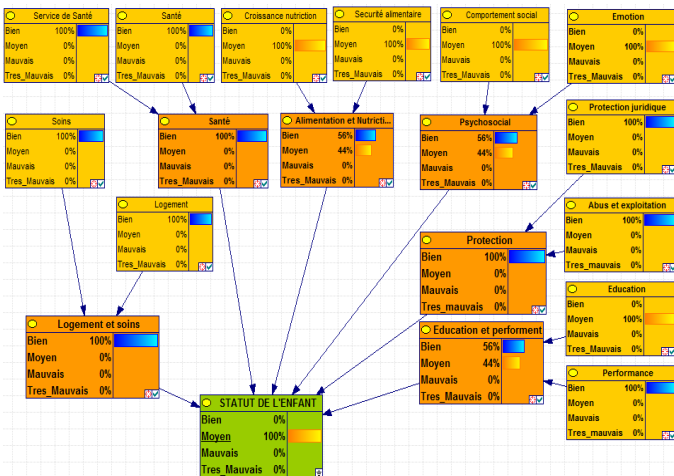 Service de Santé
Bien 100%
Moyen 0%
Mauvais 0%
Tres_Mauvais 0%
Santé
Bien 100%
Moyen 0%
Mauvais 0%
Tres_Mauvais 0%
Croissance nutrition
Bien 0%
Moyen 100%
Mauvais 0%
Tres_Mauvais 0%
Securité alimentaire
Bien 0%
Moyen 100%
Mauvais 0%
Tres_Mauvais 0%
Comportement social
Bien 0%
Moyen 100%
Mauvais 0%
Tres_Mauvais 0%
Emotion
Bien 0%
Moyen 100%
Mauvais 0%
Tres_Mauvais 0%
Soins
Bien 100%
Moyen 0%
Mauvais 0%
Tres_Mauvais 0%
Santé
Bien 100%
Moyen 0%
Mauvais 0%
Tres_Mauvais 0%
Alimentation et Nutricti...
Bien 56%
Moyen 44%
Mauvais 0%
Tres_Mauvais 0%
Psychosocial
Bien 56%
Moyen 44%
Mauvais 0%
Tres_Mauvais 0%
Protection juridique
Bien 100%
Moyen 0%
Mauvais 0%
Tres_Mauvais 0%
Logement
Bien 100%
Moyen 0%
Mauvais 0%
Tres_Mauvais 0%
Abus et exploitation
Bien 100%
Moyen 0%
Mauvais 0%
Tres_mauvais 0%
Protection
Bien 100%
Moyen 0%
Mauvais 0%
Tres_mauvais 0%
Education
Bien 0%
Moyen 100%
Mauvais 0%
Tres_Mauvais 0%
Logement et soins
Bien 100%
Moyen 0%
Mauvais 0%
Tres_Mauvais 0%
Education et performent
Bien 56%
Moyen 44%
Mauvais 0%
Tres_Mauvais 0%
Performance
Bien 100%
Moyen 0%
Mauvais 0%
Tres_Mauvais 0%
STATUT DE L'ENFANT
Bien 0%
Moyen 100%
Mauvais 0%
Tres_Mauvais 0%